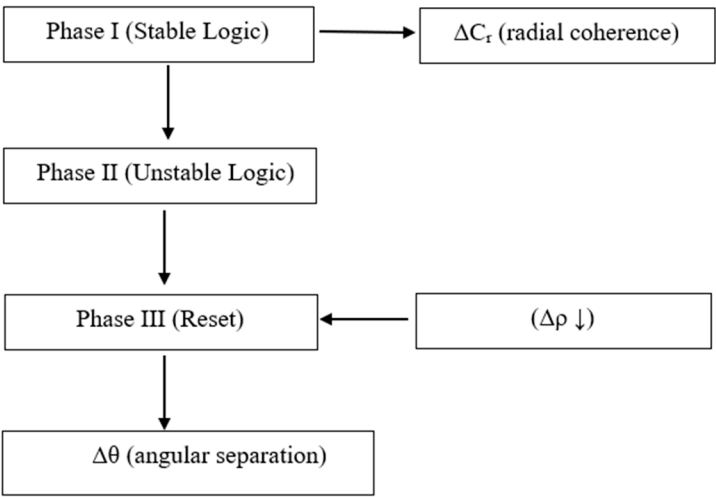 Phase I (Stable Logic)
ΔCᵣ (radial coherence)
Phase II (Unstable Logic)
Phase III (Reset)
(Δρ ↓)
Δθ (angular separation)